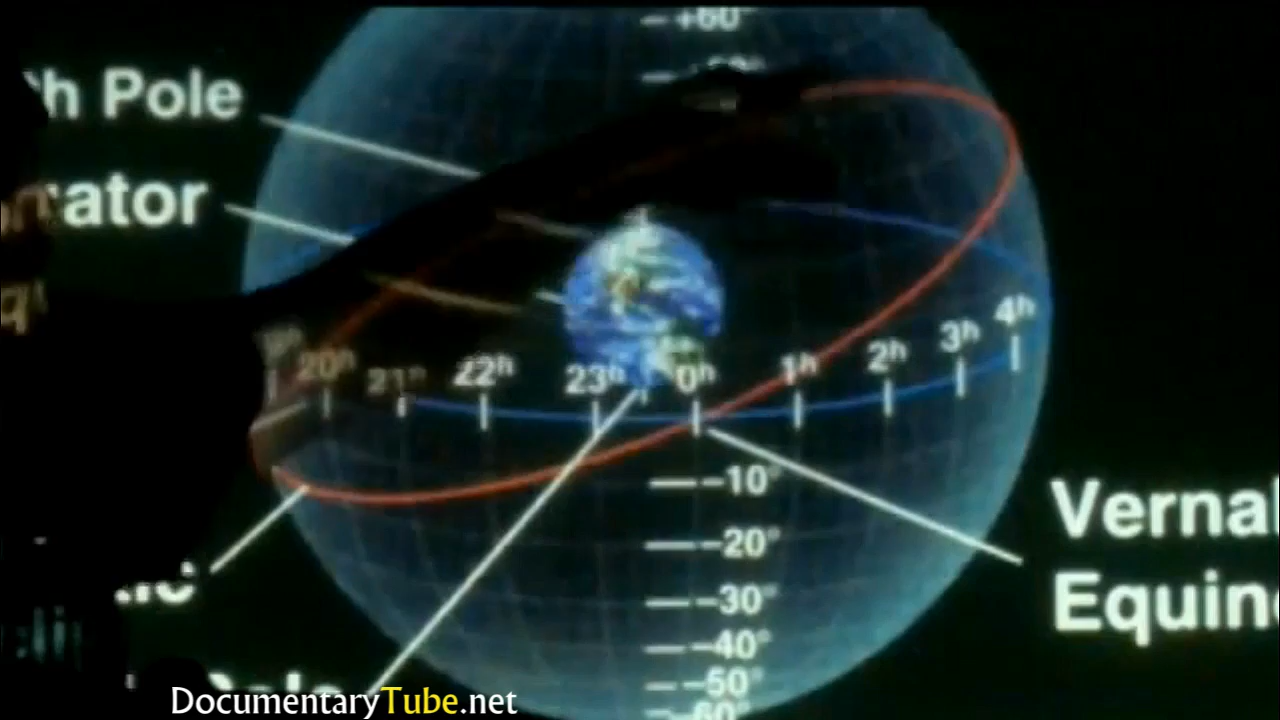 +60°
h Pole
ator
4h
3h
2h
1h
0h
23h
22h
21h
20h
-10°
-20°
-30°
-40°
-50°
-60°
Vernal
Equin
DocumentaryTube.net